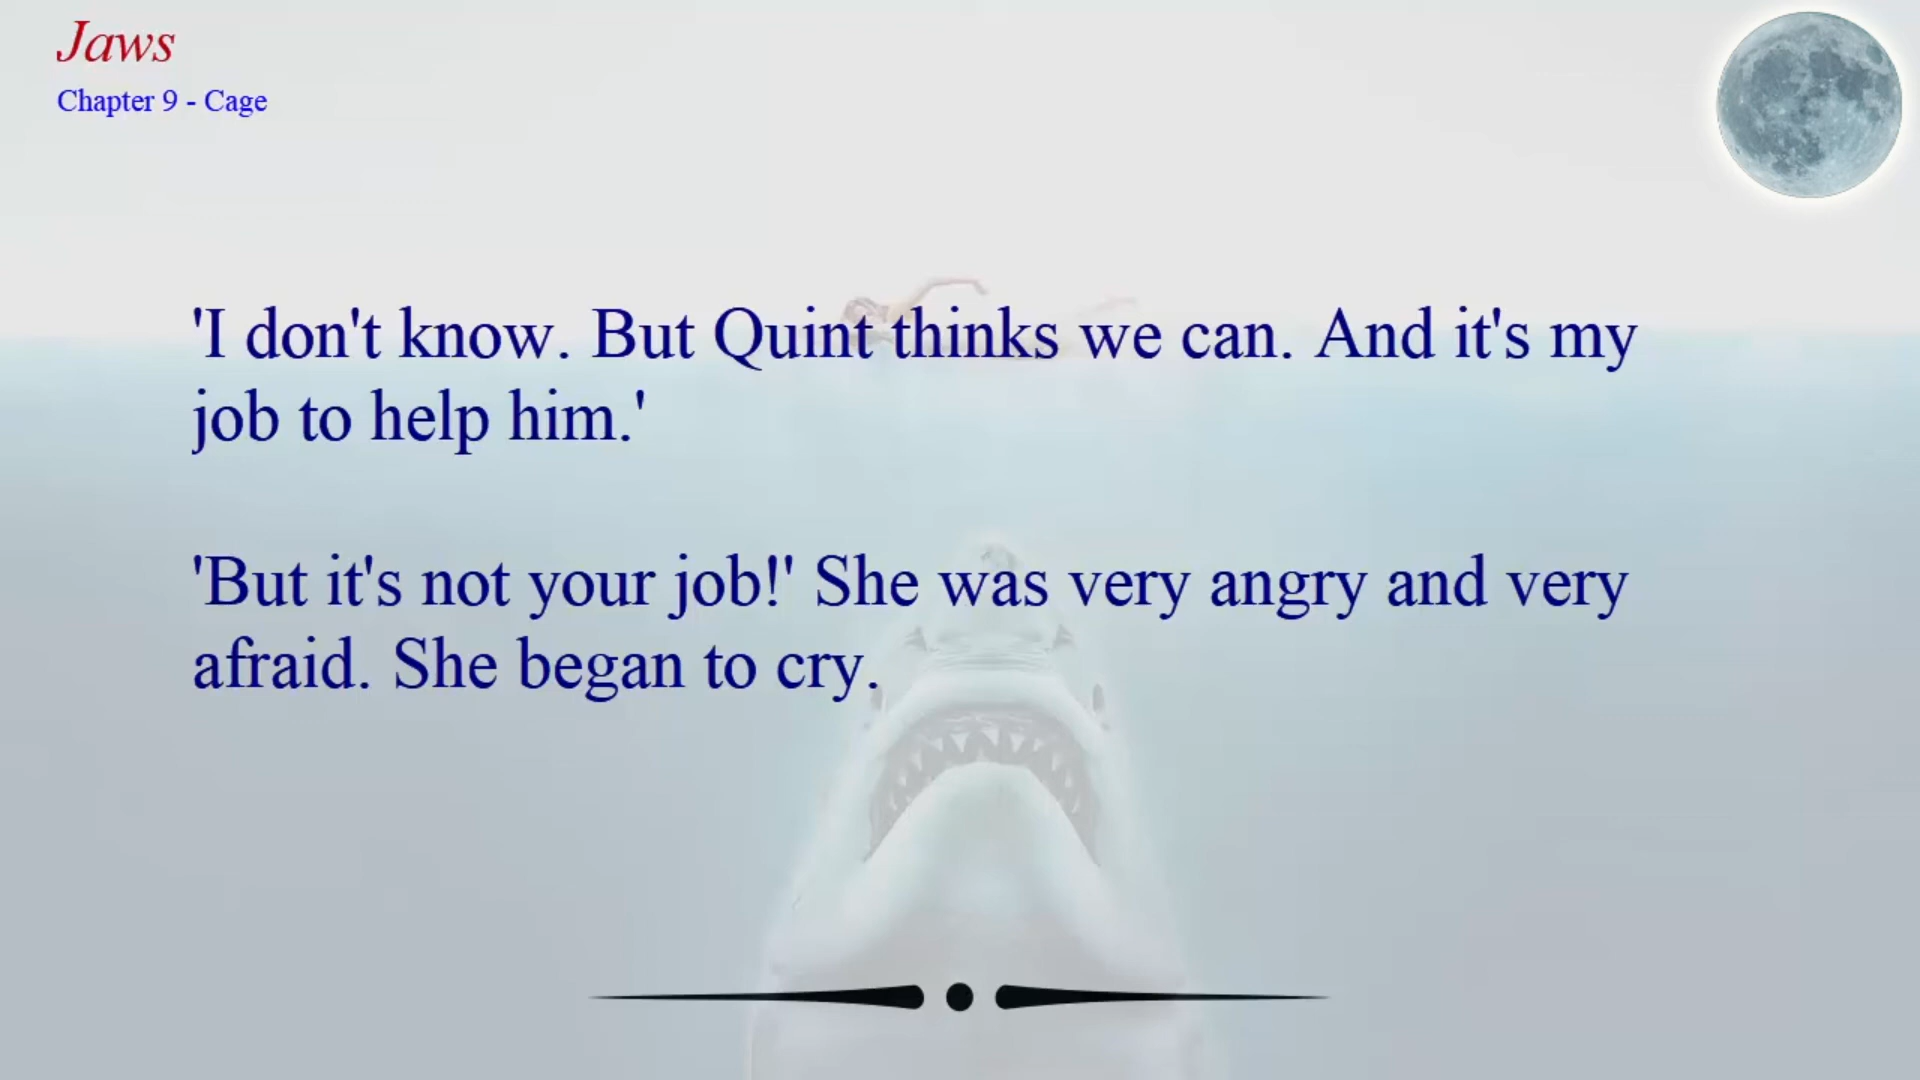 Jaws
Chapter 9 - Cage
'I don't know. But Quint thinks we can. And it's my
job to help him.'
'But it's not your job!' She was very angry and very
afraid. She began to cry.